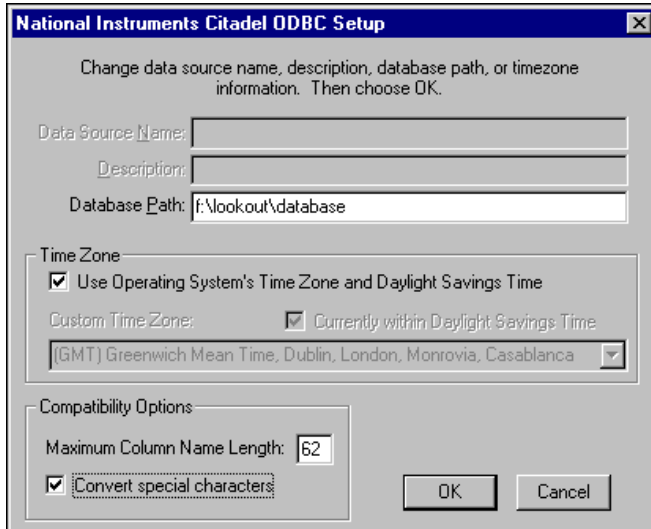 National Instruments Citadel ODBC Setup
Change data source name, description, database path, or timezone
information. Then choose OK.
Data Source Name:
Description:
Database Path: f:\lookout\database
Time Zone
Use Operating System's Time Zone and Daylight Savings Time
Custom Time Zone: Currently within Daylight Savings Time
(GMT) Greenwich Mean Time, Dublin, London, Monrovia, Casablanca
Compatibility Options
Maximum Column Name Length: 62
Convert special characters
OK Cancel